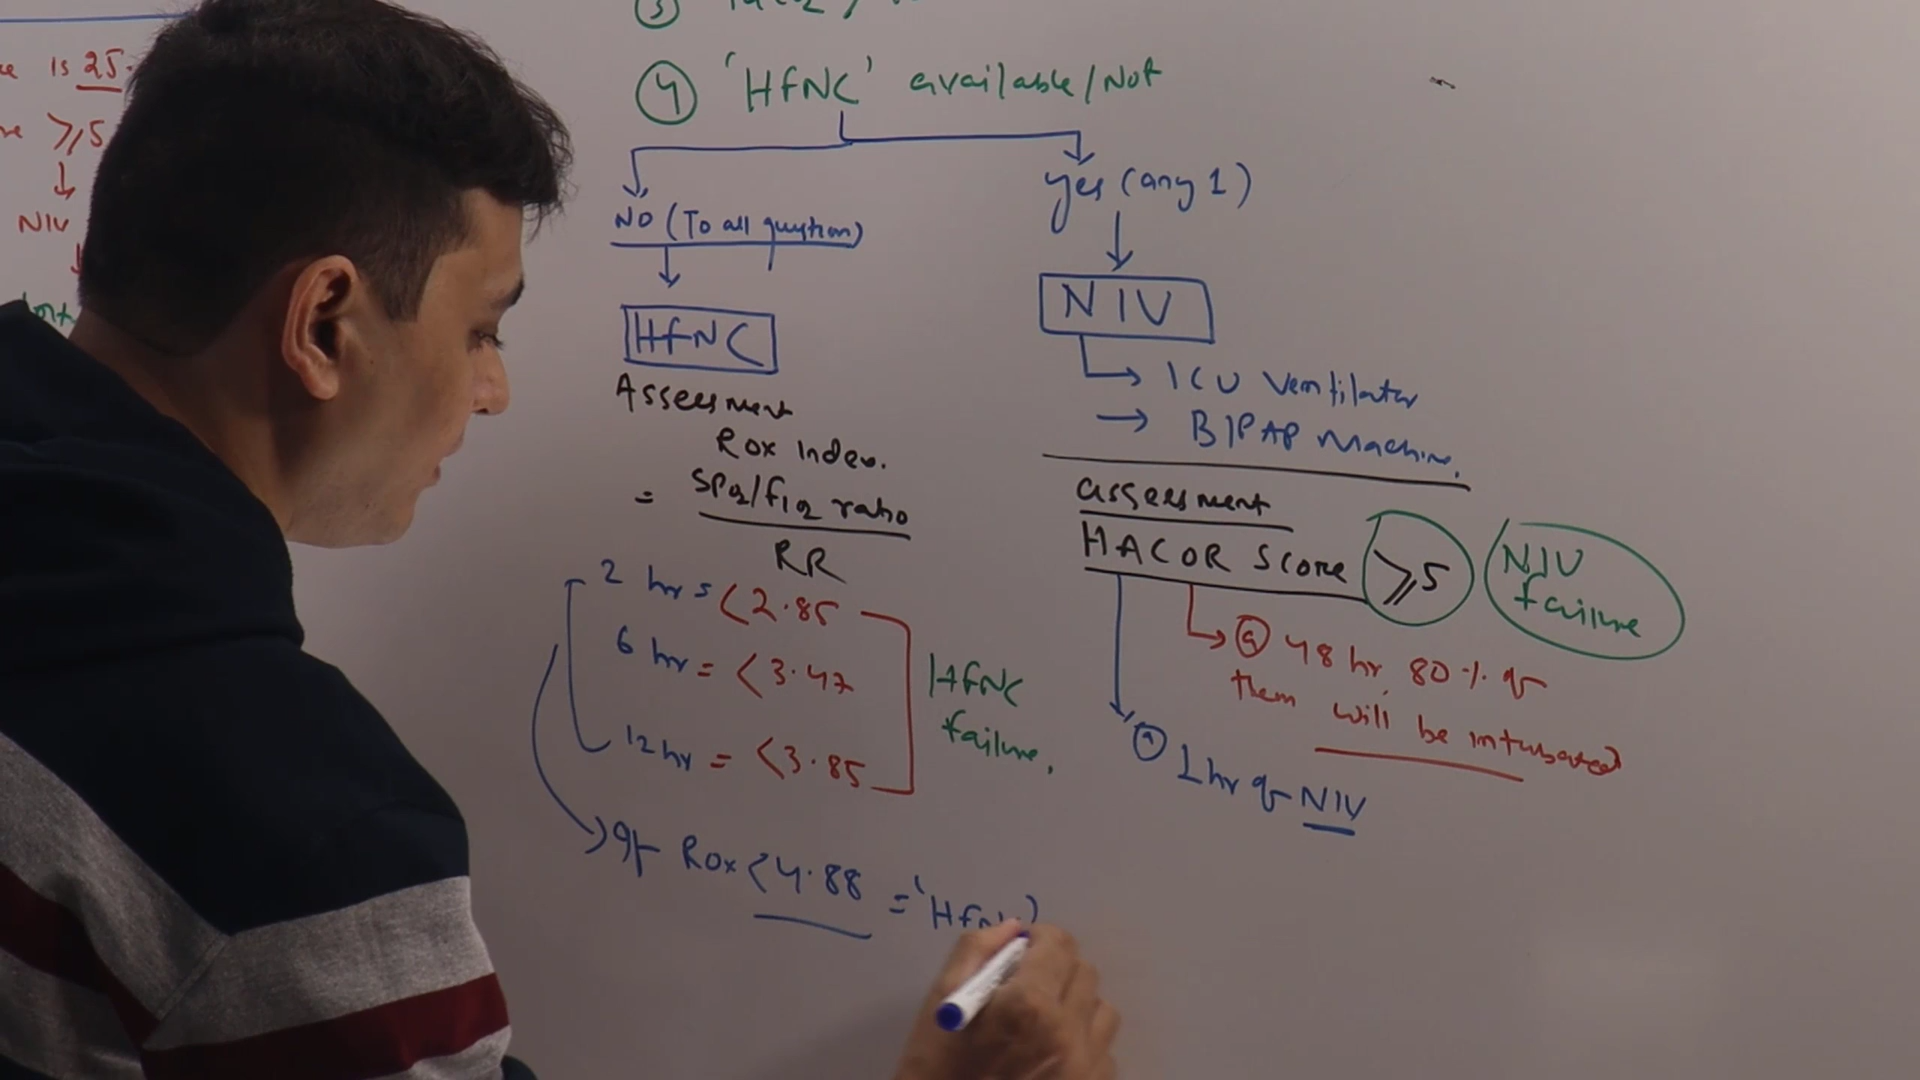 is 25.
≥5
NIV
3
4 'HFNC' available/Not
NO (To all question)
HFNC
Assessment
Rox Index.
= SPO2/FIO2 ratio
RR
2 hrs <2.85
6 hr = <3.47
12 hr = <3.85
HFNC failure.
If Rox <4.88 = 'HFNC'
yes (any 1)
NIV
→ ICU Ventilator
→ BIPAP Machine.
assessment
HACOR Score ≥5
NIV failure
@ 48 hr 80% of
them will be intubated
1 hr of NIV